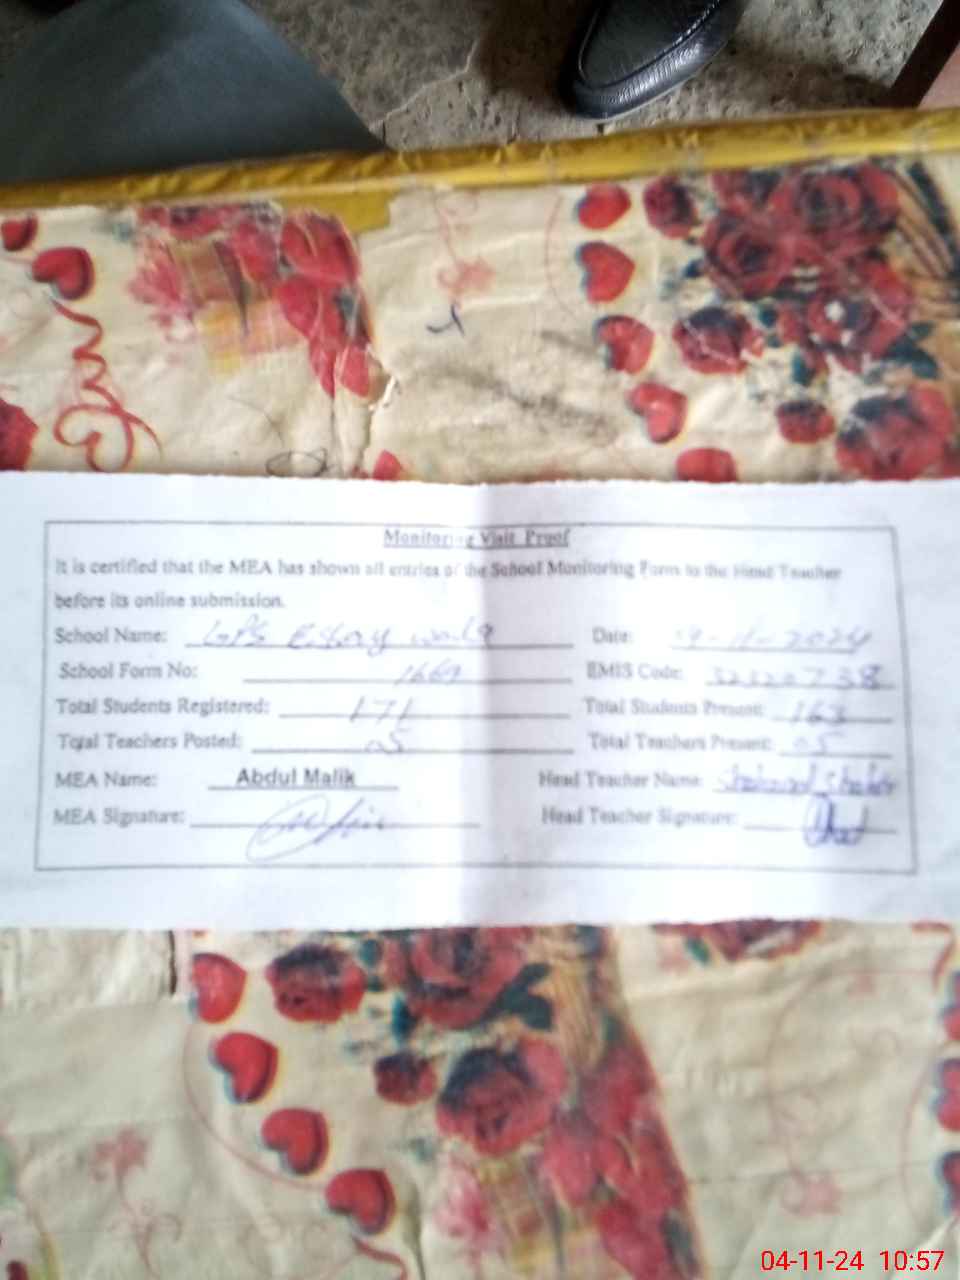 Monitoring Visit Proof
It is certified that the MEA has shown all entries of the School Monitoring Form to the Head Teacher
before its online submission.
School Name: GPS Date: -11-2024
School Form No: 1669 EMIS Code: 32320738
Total Students Registered: 171 Total Students Present: 163
Total Teachers Posted: 05 Total Teachers Present: 05
MEA Name: Abdul Malik Head Teacher Name:
MEA Signature: Head Teacher Signature:
04-11-24 10:57